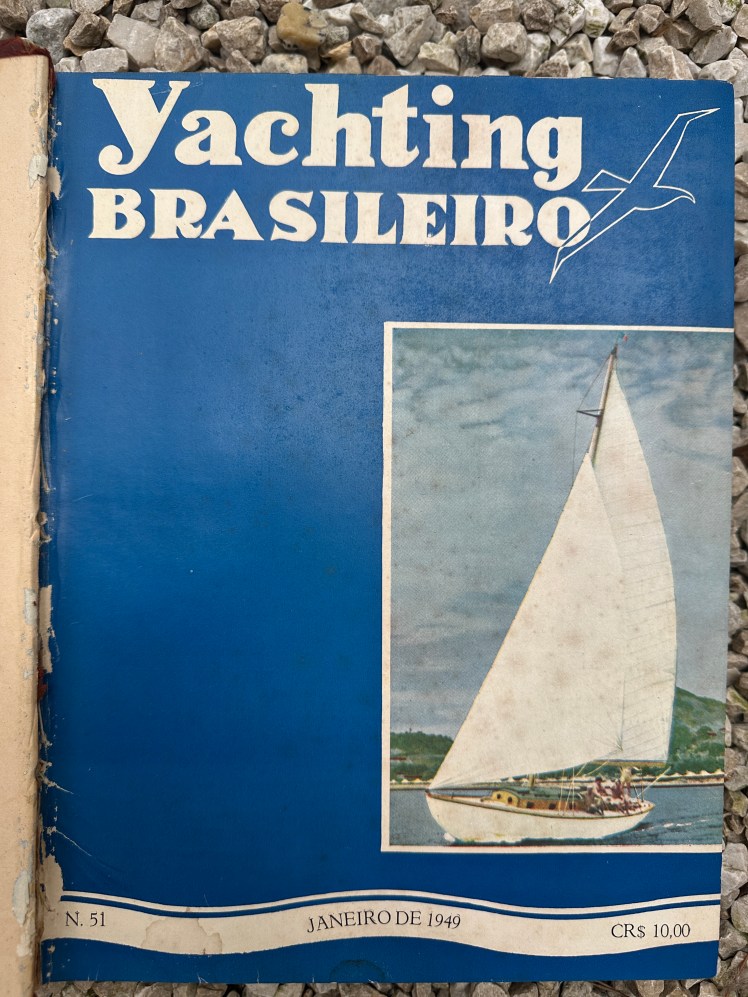 Yachting
BRASILEIRO
N. 51
JANEIRO DE 1949
CR$ 10,00